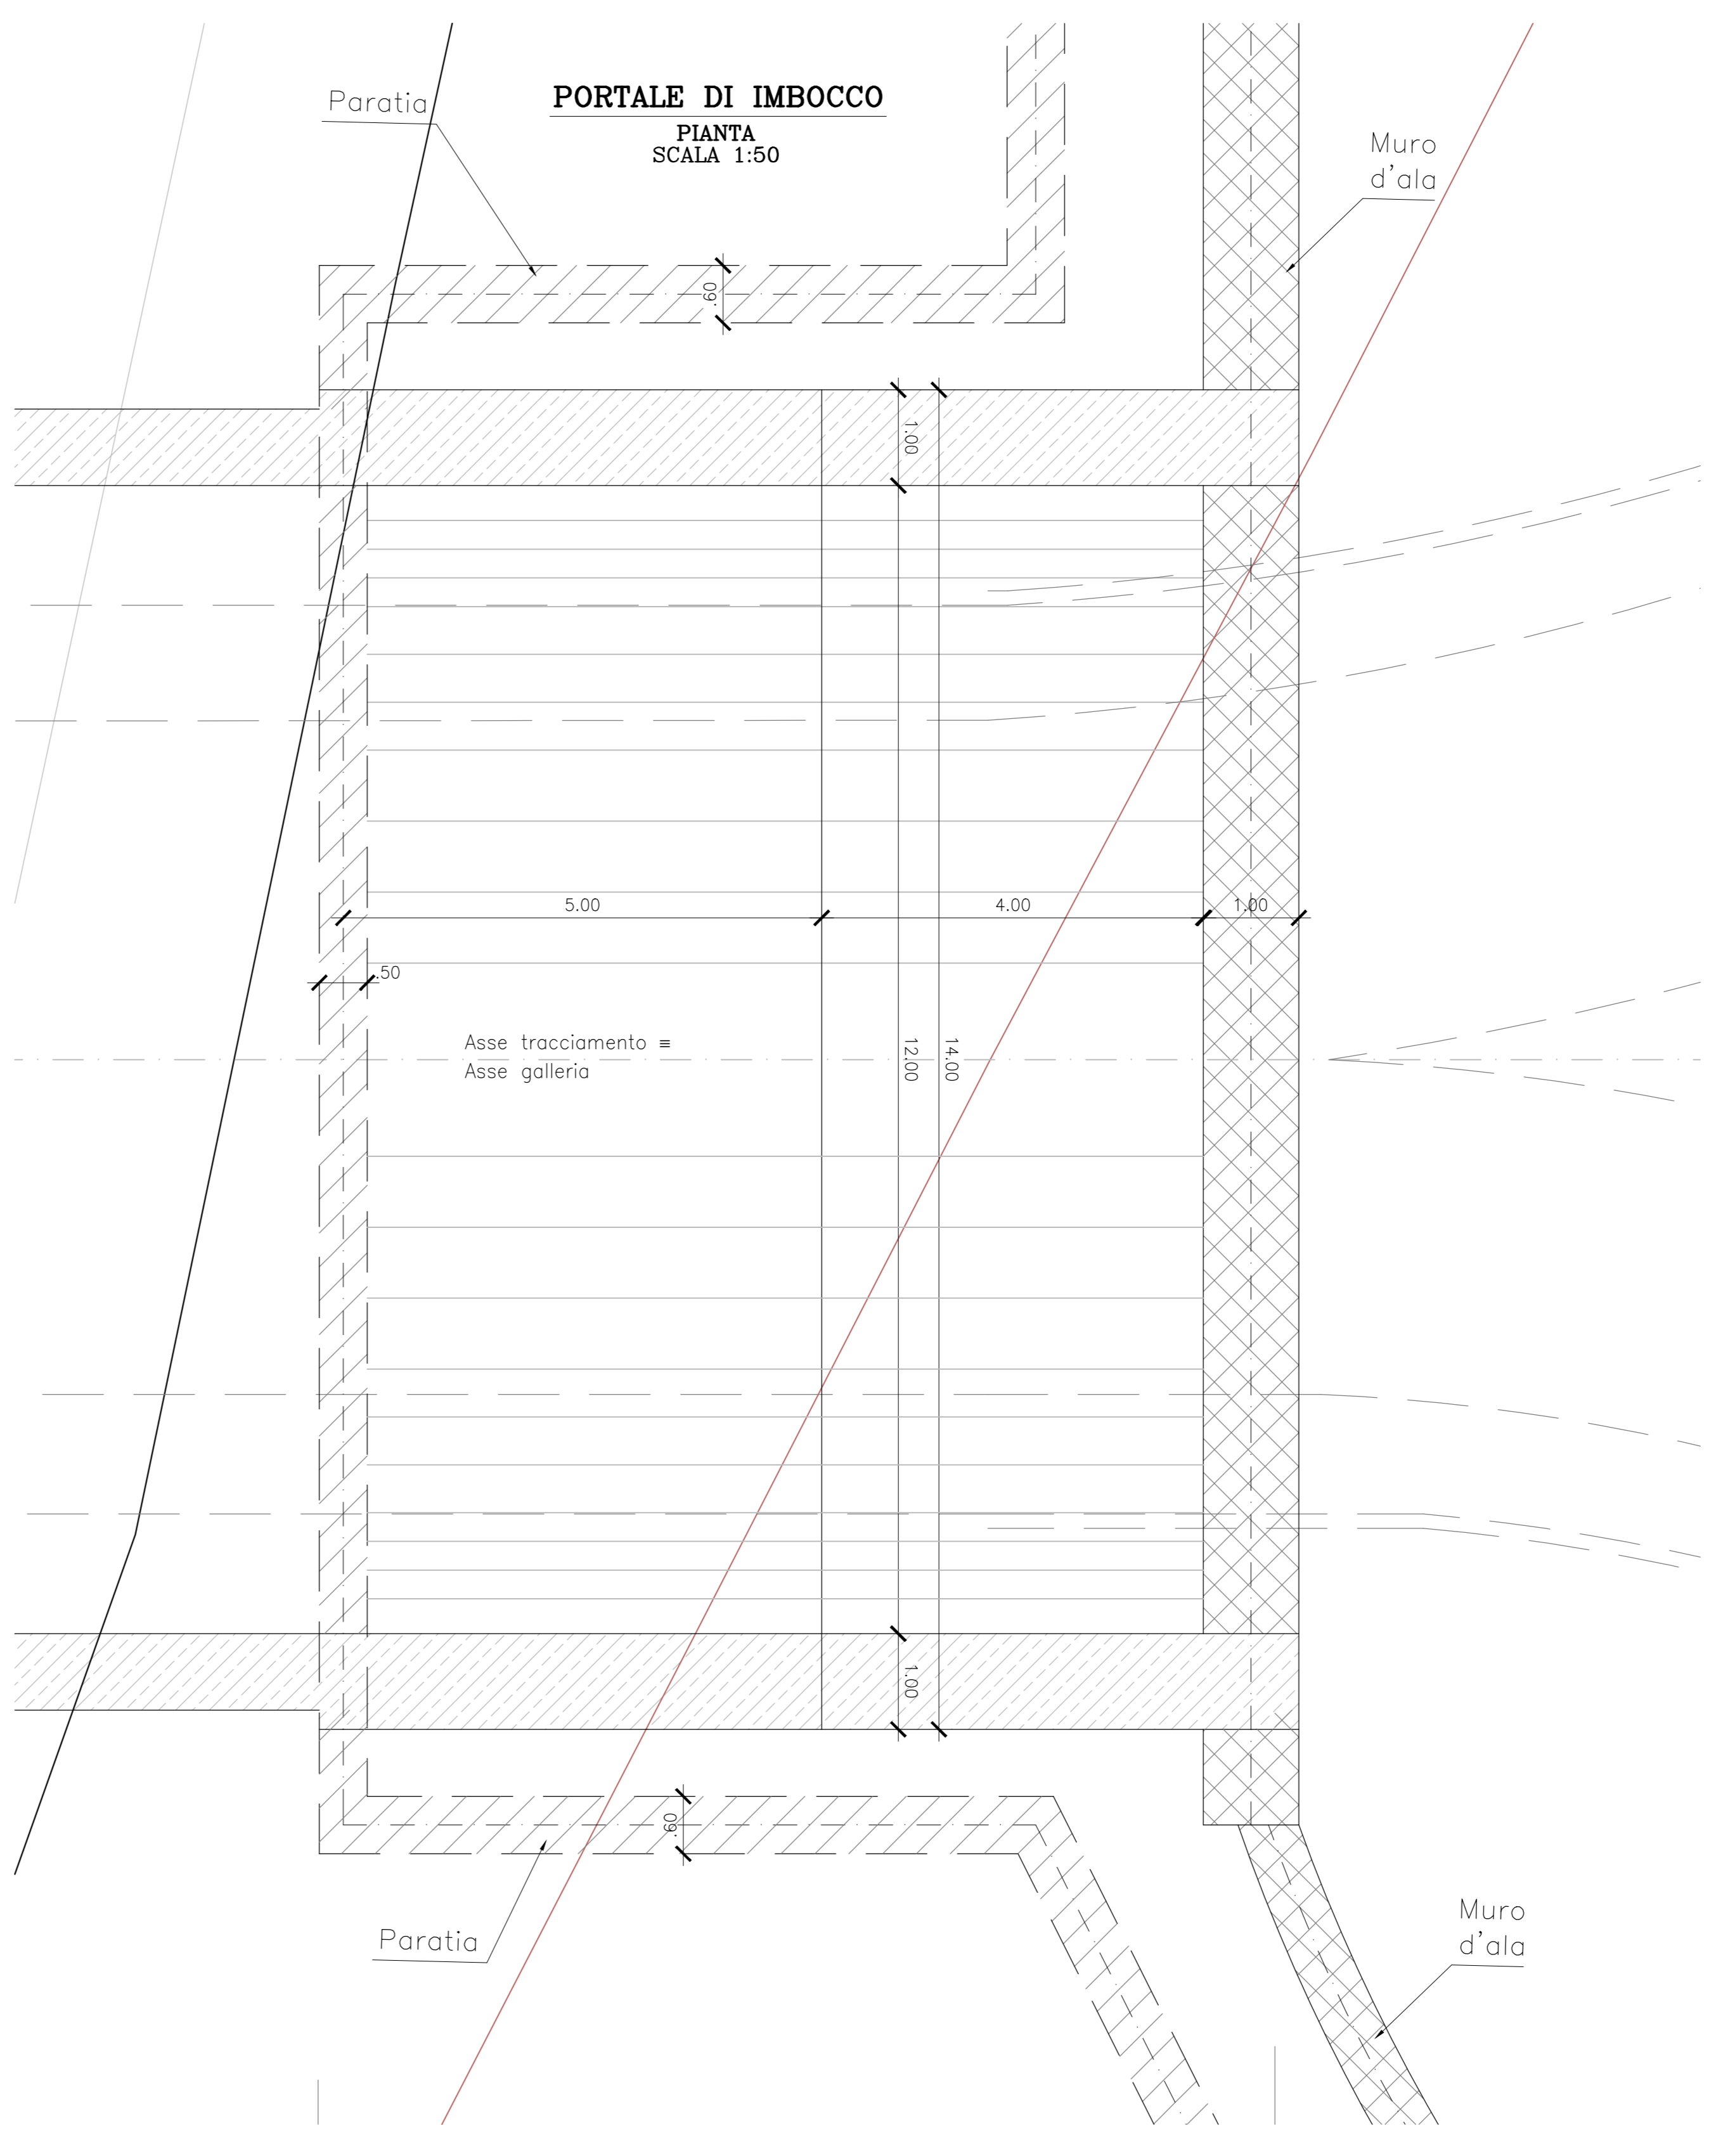 PORTALE DI IMBOCCO
PIANTA
SCALA 1:50
Paratia
Muro
d'ala
.60
1.00
5.00
4.00
1.00
.50
Asse tracciamento ≡
Asse galleria
12.00
14.00
1.00
.60
Paratia
Muro
d'ala